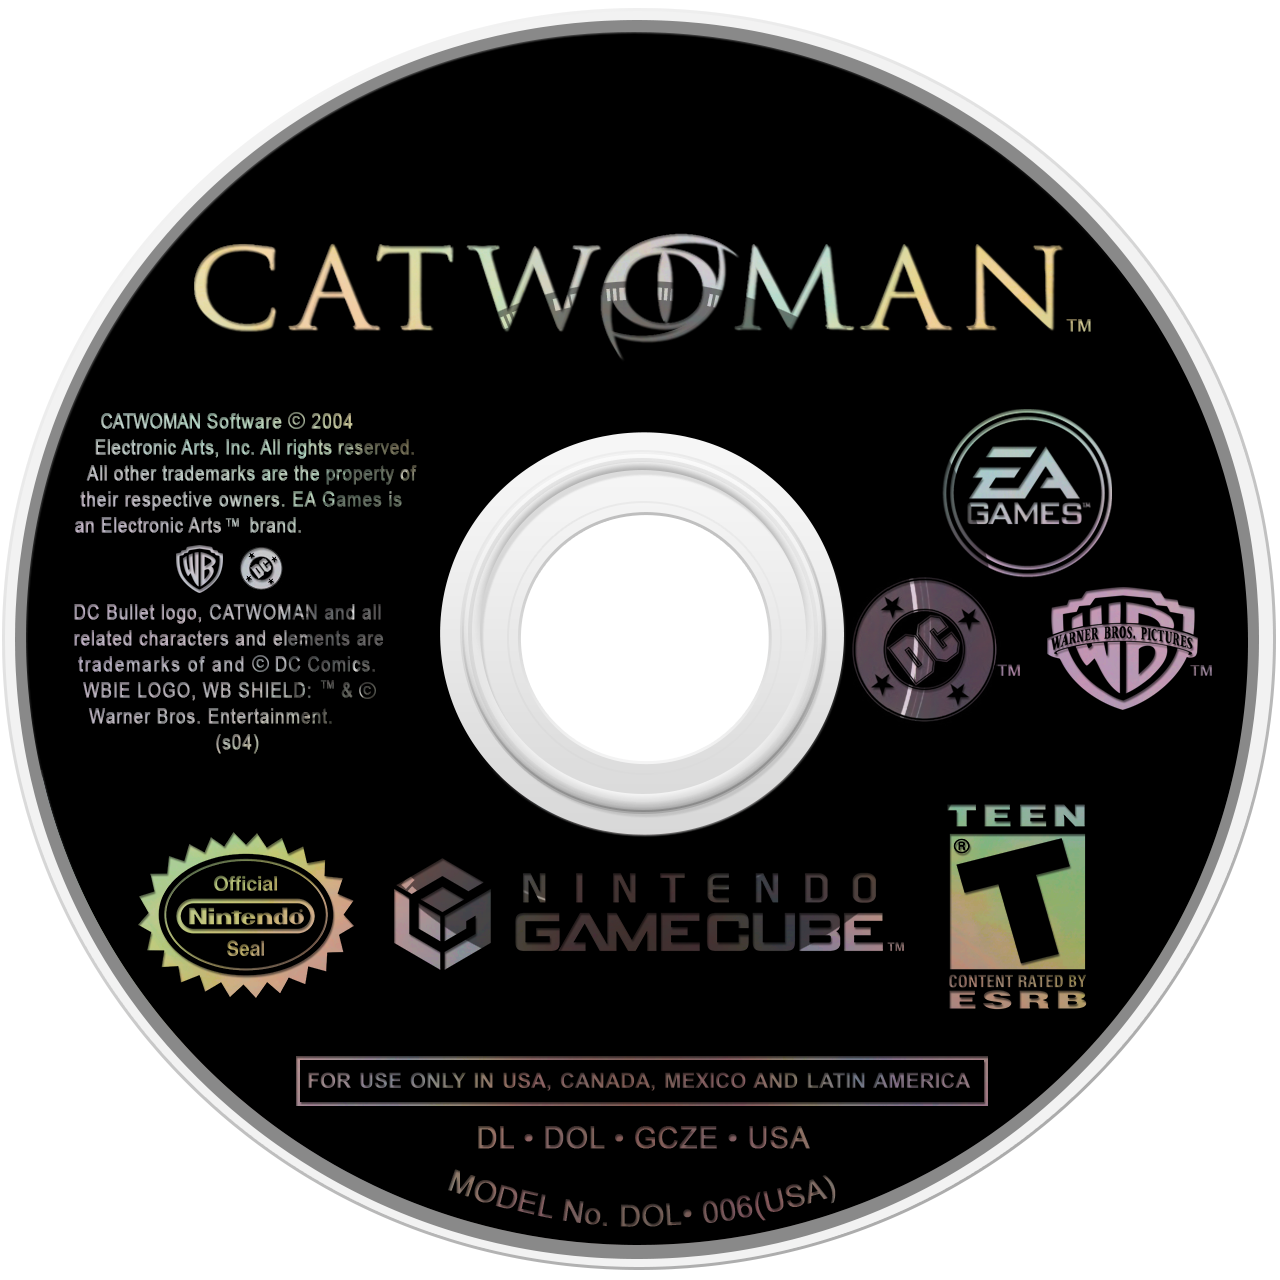 CATWOMAN™
CATWOMAN Software © 2004
Electronic Arts, Inc. All rights reserved.
All other trademarks are the property of
their respective owners. EA Games is
an Electronic Arts™ brand.
WB DC
DC Bullet logo, CATWOMAN and all
related characters and elements are
trademarks of and © DC Comics.
WBIE LOGO, WB SHIELD: ™ & ©
Warner Bros. Entertainment.
(s04)
EA
GAMES™
DC™
WB
WARNER BROS. PICTURES™
Official
Nintendo®
Seal
NINTENDO
GAMECUBE™
TEEN
T®
CONTENT RATED BY
ESRB
FOR USE ONLY IN USA, CANADA, MEXICO AND LATIN AMERICA
DL • DOL • GCZE • USA
MODEL No. DOL• 006(USA)